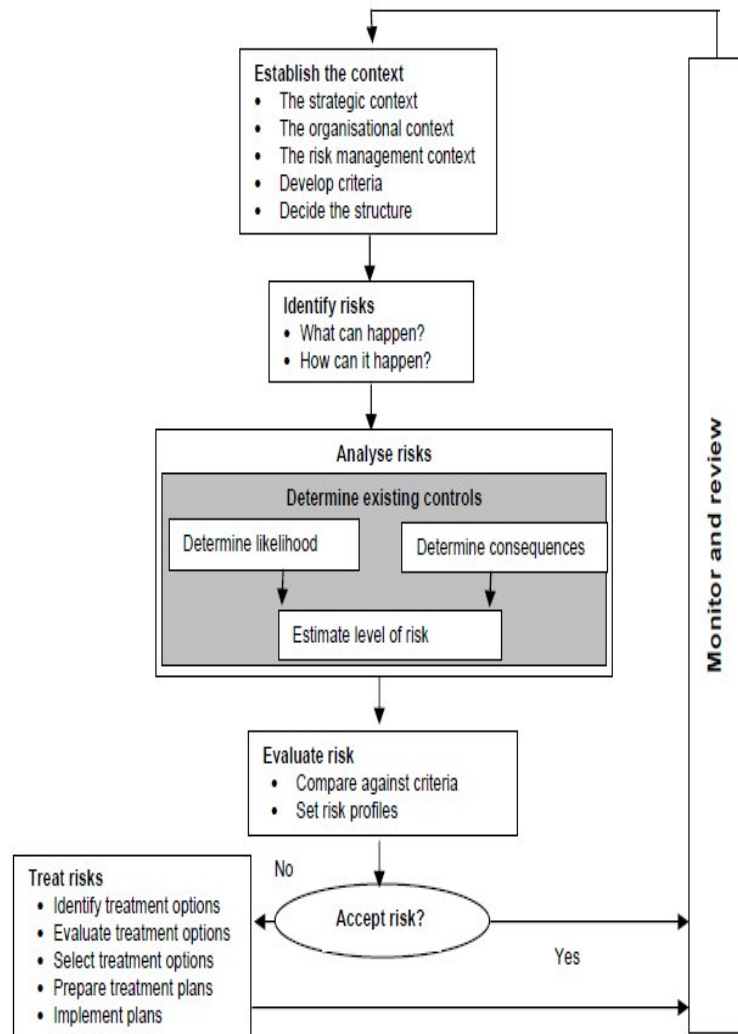 Establish the context
• The strategic context
• The organisational context
• The risk management context
• Develop criteria
• Decide the structure
Identify risks
• What can happen?
• How can it happen?
Analyse risks
Determine existing controls
Determine likelihood
Determine consequences
Estimate level of risk
Evaluate risk
• Compare against criteria
• Set risk profiles
Accept risk?
No
Yes
Treat risks
• Identify treatment options
• Evaluate treatment options
• Select treatment options
• Prepare treatment plans
• Implement plans
Monitor and review